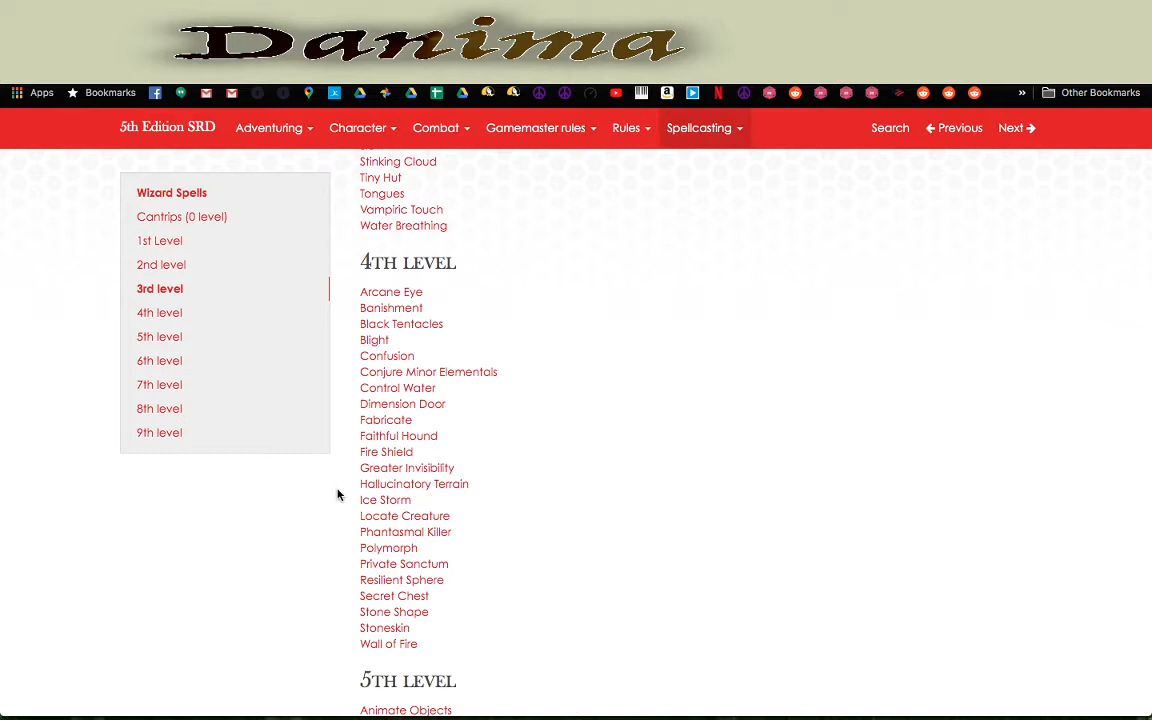 Danima
Apps Bookmarks Other Bookmarks
5th Edition SRD Adventuring Character Combat Gamemaster rules Rules Spellcasting Search Previous Next
Wizard Spells
Cantrips (0 level)
1st Level
2nd level
3rd level
4th level
5th level
6th level
7th level
8th level
9th level
Stinking Cloud
Tiny Hut
Tongues
Vampiric Touch
Water Breathing
4TH LEVEL
Arcane Eye
Banishment
Black Tentacles
Blight
Confusion
Conjure Minor Elementals
Control Water
Dimension Door
Fabricate
Faithful Hound
Fire Shield
Greater Invisibility
Hallucinatory Terrain
Ice Storm
Locate Creature
Phantasmal Killer
Polymorph
Private Sanctum
Resilient Sphere
Secret Chest
Stone Shape
Stoneskin
Wall of Fire
5TH LEVEL
Animate Objects